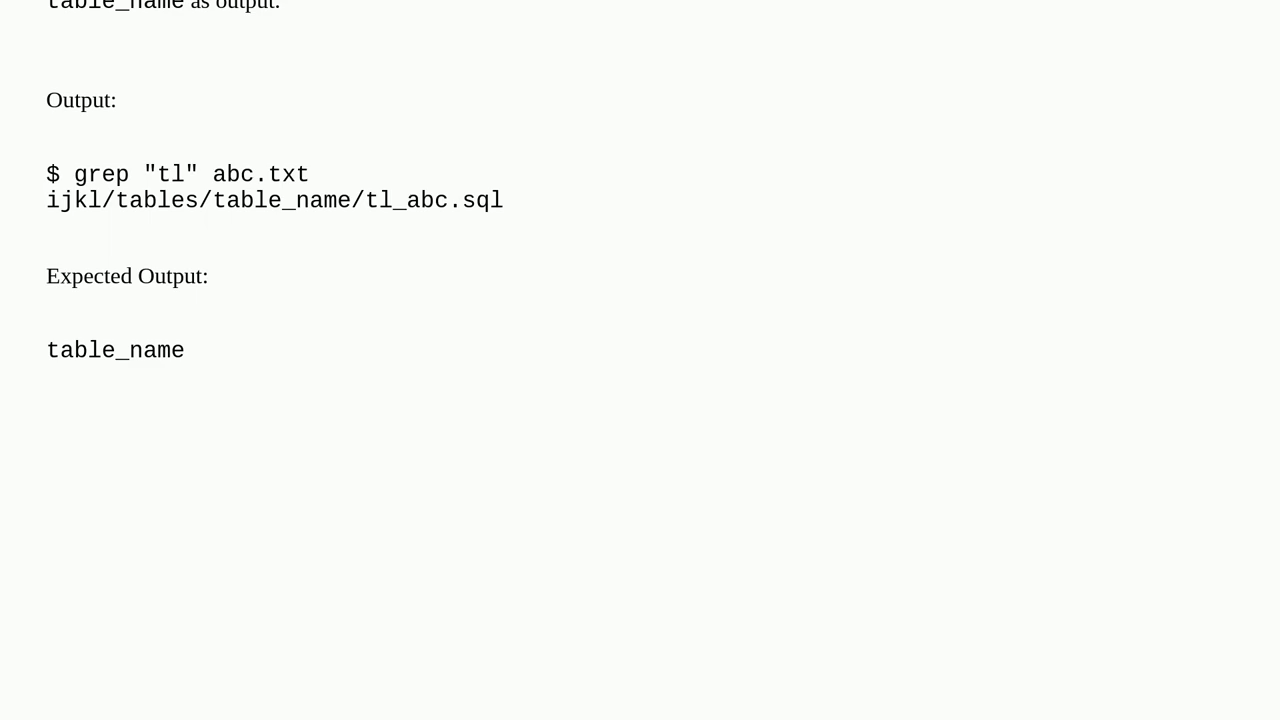 table_name as output.
Output:
$ grep "tl" abc.txt
ijkl/tables/table_name/tl_abc.sql
Expected Output:
table_name